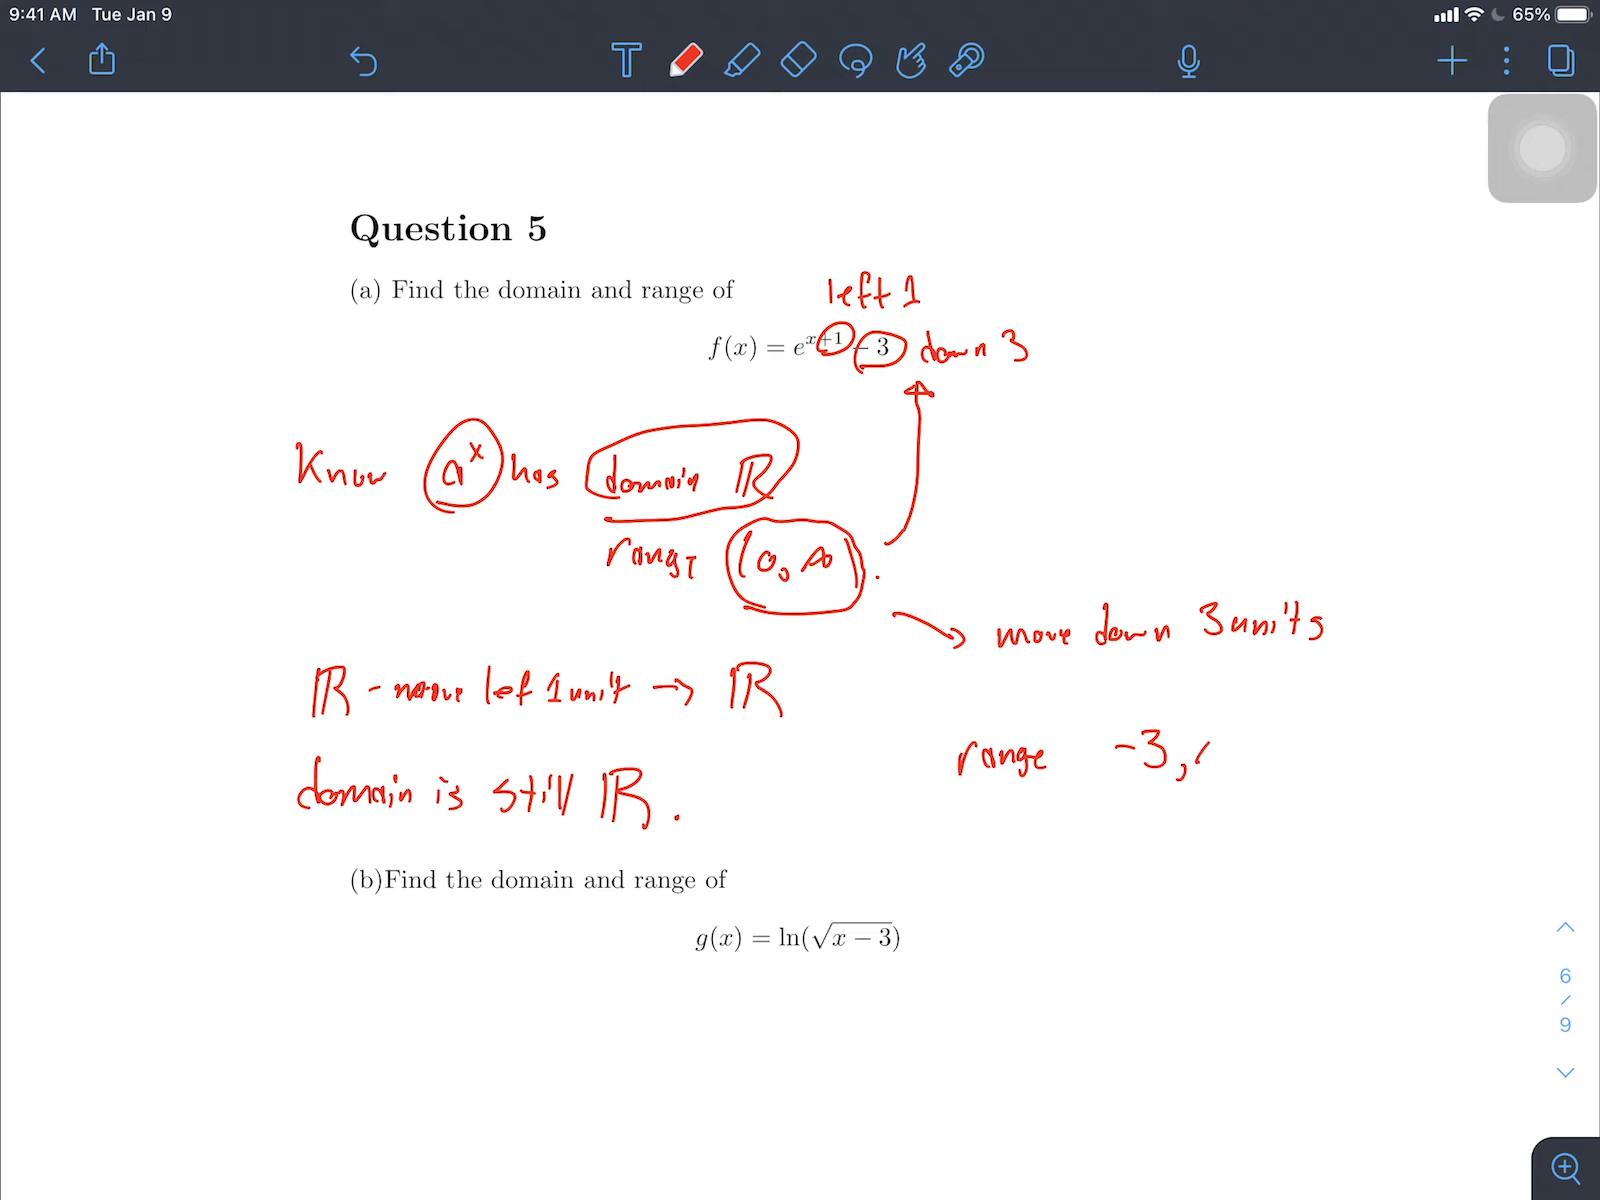 9:41 AM Tue Jan 9
65%
Question 5
(a) Find the domain and range of
left 1
f(x) = e^{x+1} − 3 down 3
Know a^x has domain ℝ
range (0, ∞).
move down 3 units
ℝ - move lef 1 unit → ℝ
range -3,
domain is still ℝ.
(b)Find the domain and range of
g(x) = ln(√(x − 3))
6
/
9